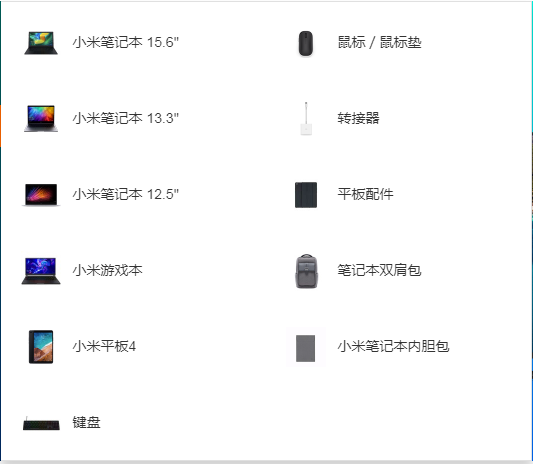 小米笔记本 15.6"
小米笔记本 13.3"
小米笔记本 12.5"
小米游戏本
小米平板4
键盘
鼠标 / 鼠标垫
转接器
平板配件
笔记本双肩包
小米笔记本内胆包